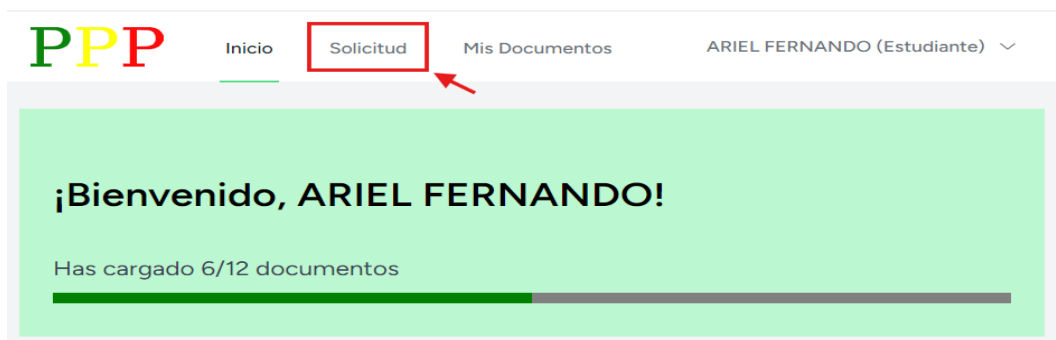 PPP Inicio Solicitud Mis Documentos ARIEL FERNANDO (Estudiante)
¡Bienvenido, ARIEL FERNANDO!
Has cargado 6/12 documentos